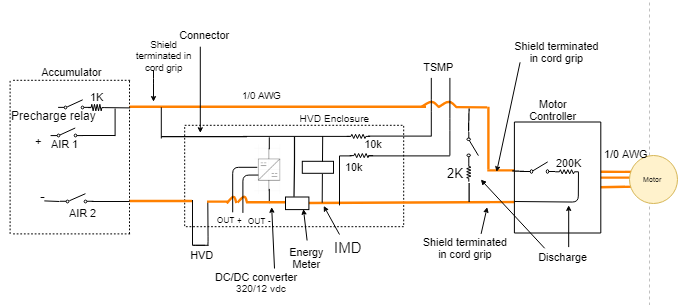 Connector
Shield
terminated in
cord grip
Shield terminated
in cord grip
TSMP
Accumulator
1K
1/0 AWG
Precharge relay
HVD Enclosure
Motor
Controller
+
AIR 1
10k
10k
2K
200K
1/0 AWG
Motor
-
AIR 2
OUT +
OUT -
HVD
Energy
Meter
IMD
Shield terminated
in cord grip
Discharge
DC/DC converter
320/12 vdc